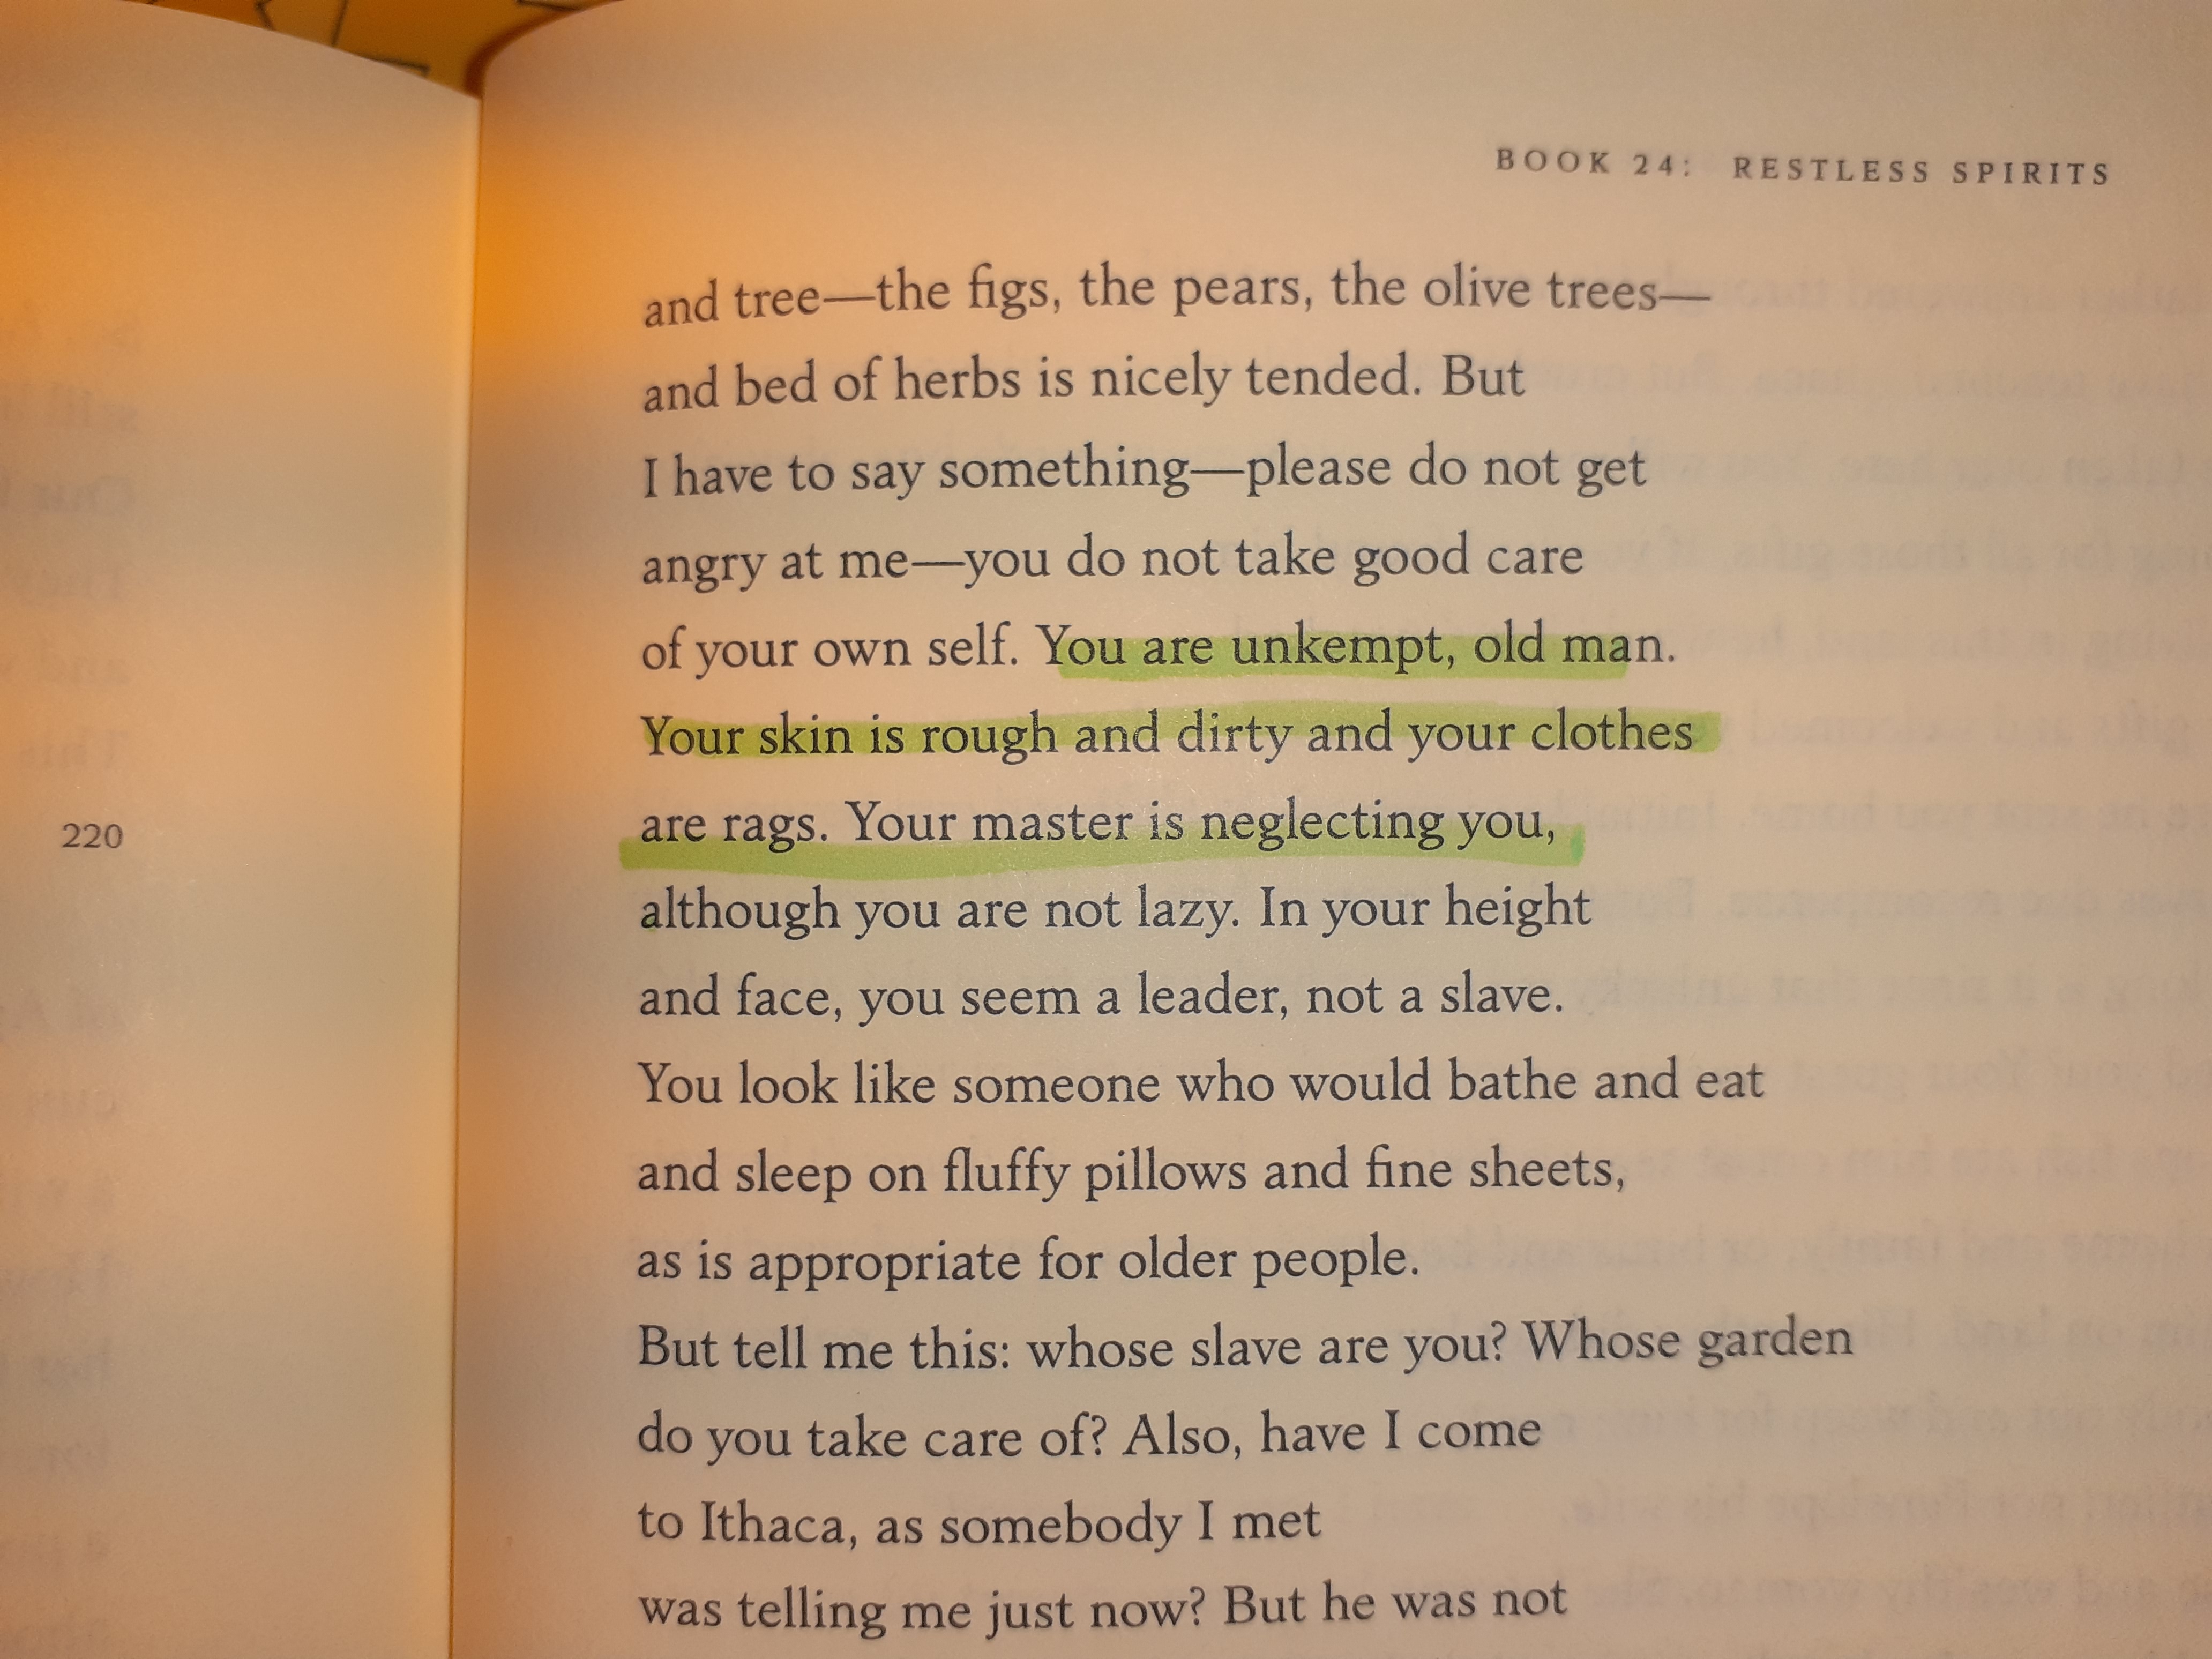 220
BOOK 24: RESTLESS SPIRITS
and tree—the figs, the pears, the olive trees—
and bed of herbs is nicely tended. But
I have to say something—please do not get
angry at me—you do not take good care
of your own self. You are unkempt, old man.
Your skin is rough and dirty and your clothes
are rags. Your master is neglecting you,
although you are not lazy. In your height
and face, you seem a leader, not a slave.
You look like someone who would bathe and eat
and sleep on fluffy pillows and fine sheets,
as is appropriate for older people.
But tell me this: whose slave are you? Whose garden
do you take care of? Also, have I come
to Ithaca, as somebody I met
was telling me just now? But he was not